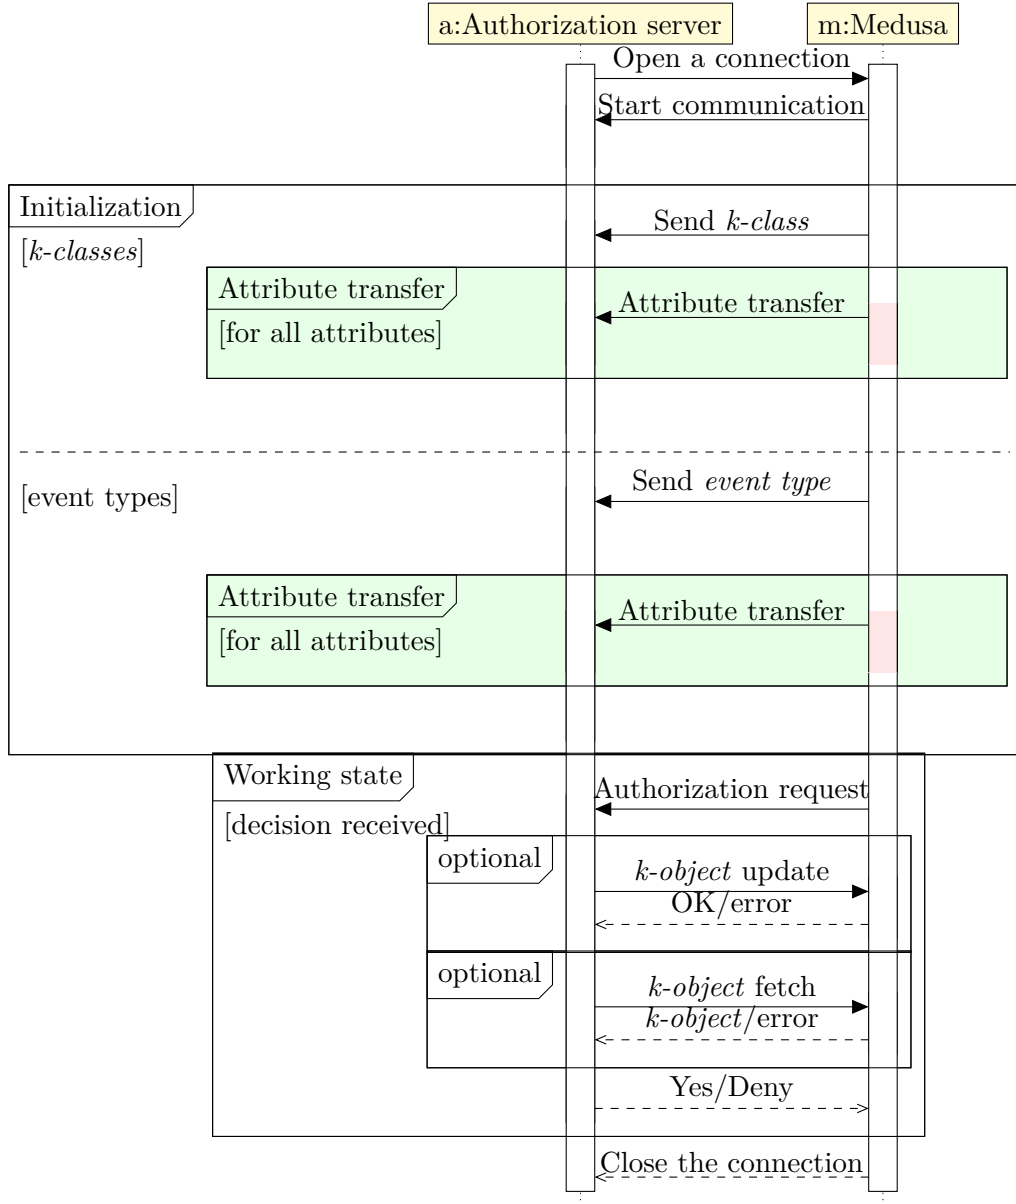 a:Authorization server
m:Medusa
Open a connection
Start communication
Initialization
Send k-class
[k-classes]
Attribute transfer
Attribute transfer
[for all attributes]
Send event type
[event types]
Attribute transfer
Attribute transfer
[for all attributes]
Working state
Authorization request
[decision received]
optional
k-object update
OK/error
optional
k-object fetch
k-object/error
Yes/Deny
Close the connection